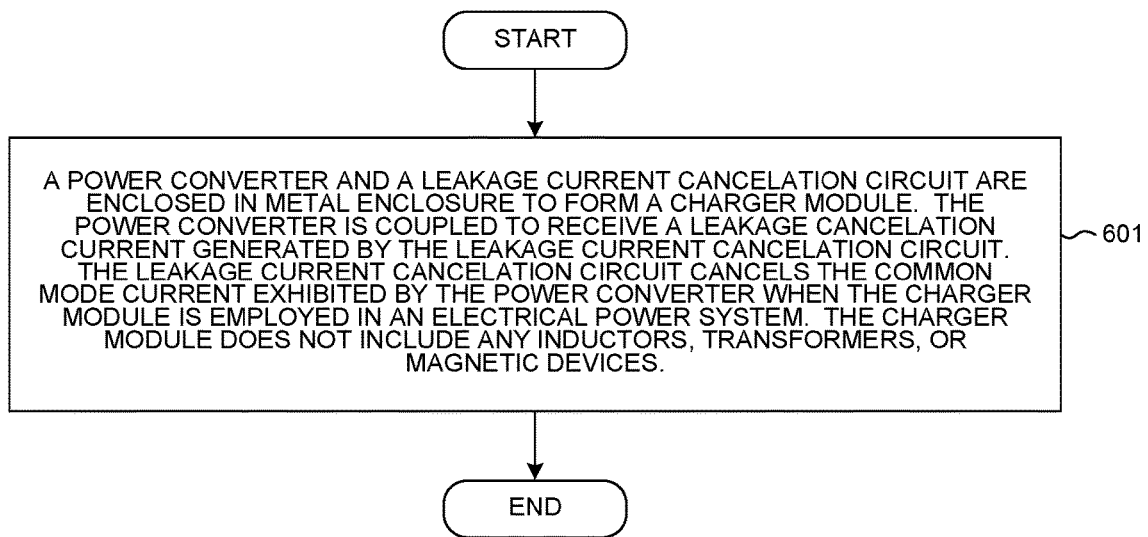 START
A POWER CONVERTER AND A LEAKAGE CURRENT CANCELATION CIRCUIT ARE
ENCLOSED IN METAL ENCLOSURE TO FORM A CHARGER MODULE. THE
POWER CONVERTER IS COUPLED TO RECEIVE A LEAKAGE CANCELATION
CURRENT GENERATED BY THE LEAKAGE CURRENT CANCELATION CIRCUIT.
THE LEAKAGE CURRENT CANCELATION CIRCUIT CANCELS THE COMMON
MODE CURRENT EXHIBITED BY THE POWER CONVERTER WHEN THE CHARGER
MODULE IS EMPLOYED IN AN ELECTRICAL POWER SYSTEM. THE CHARGER
MODULE DOES NOT INCLUDE ANY INDUCTORS, TRANSFORMERS, OR
MAGNETIC DEVICES.
601
END